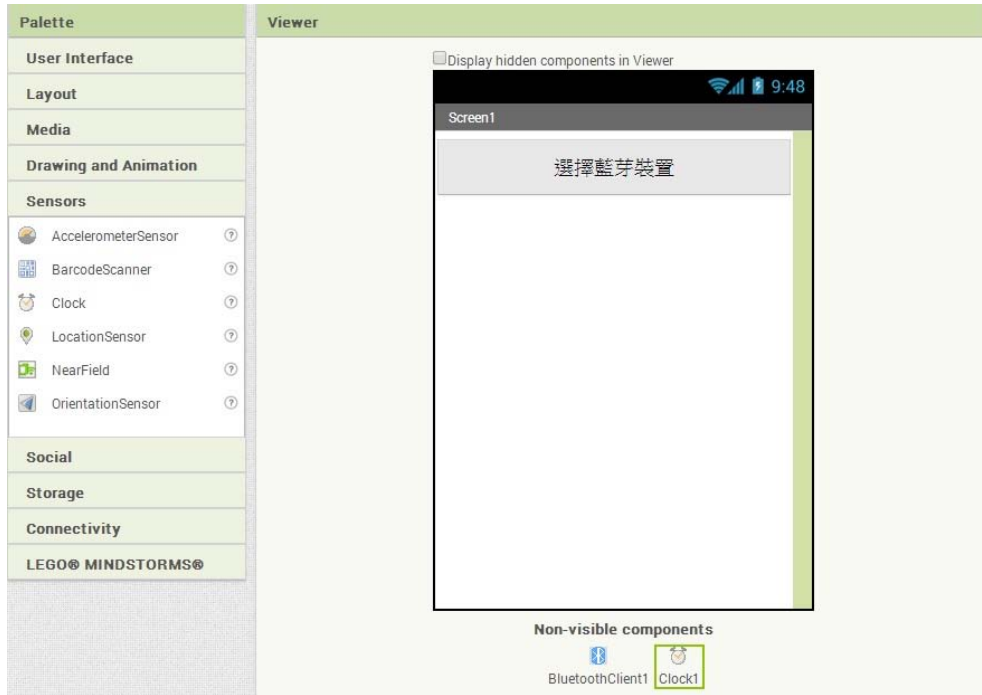 Palette
User Interface
Layout
Media
Drawing and Animation
Sensors
AccelerometerSensor
BarcodeScanner
Clock
LocationSensor
NearField
OrientationSensor
Social
Storage
Connectivity
LEGO® MINDSTORMS®
Viewer
Display hidden components in Viewer
9:48
Screen1
選擇藍芽裝置
Non-visible components
BluetoothClient1 Clock1